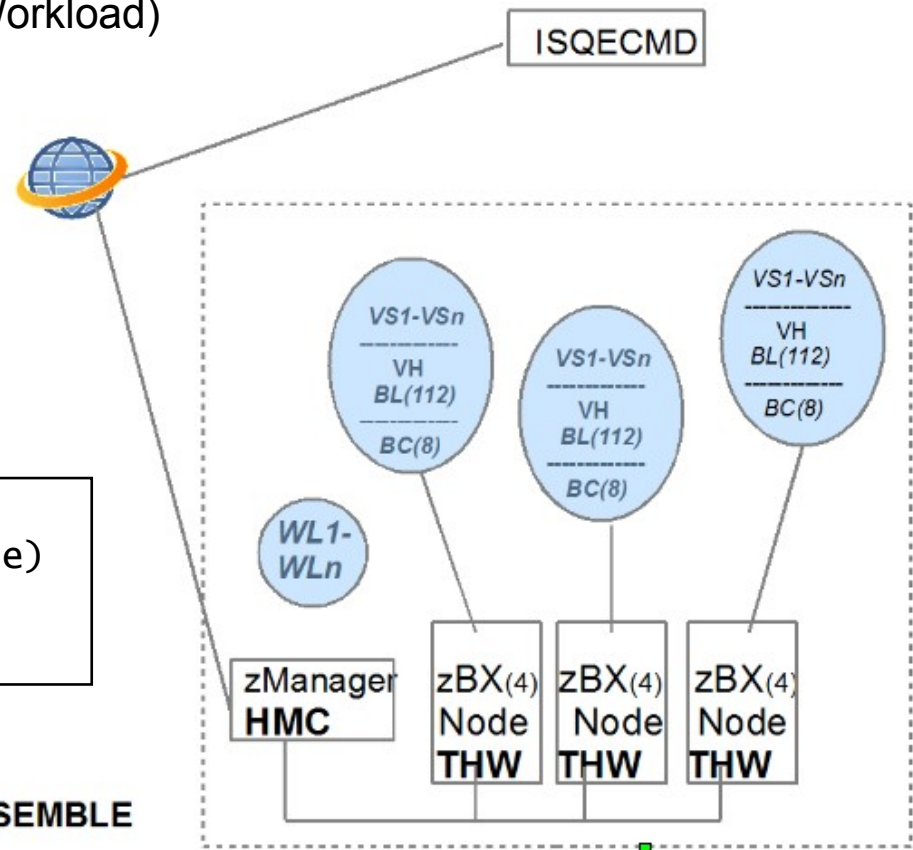 Workload)
ISQECMD
VS1-VSn
VH
BL(112)
BC(8)
VS1-VSn
VH
BL(112)
BC(8)
VS1-VSn
VH
BL(112)
BC(8)
e)
WL1-
WLn
zManager
HMC
zBX(4)
Node
THW
zBX(4)
Node
THW
zBX(4)
Node
THW
SEMBLE